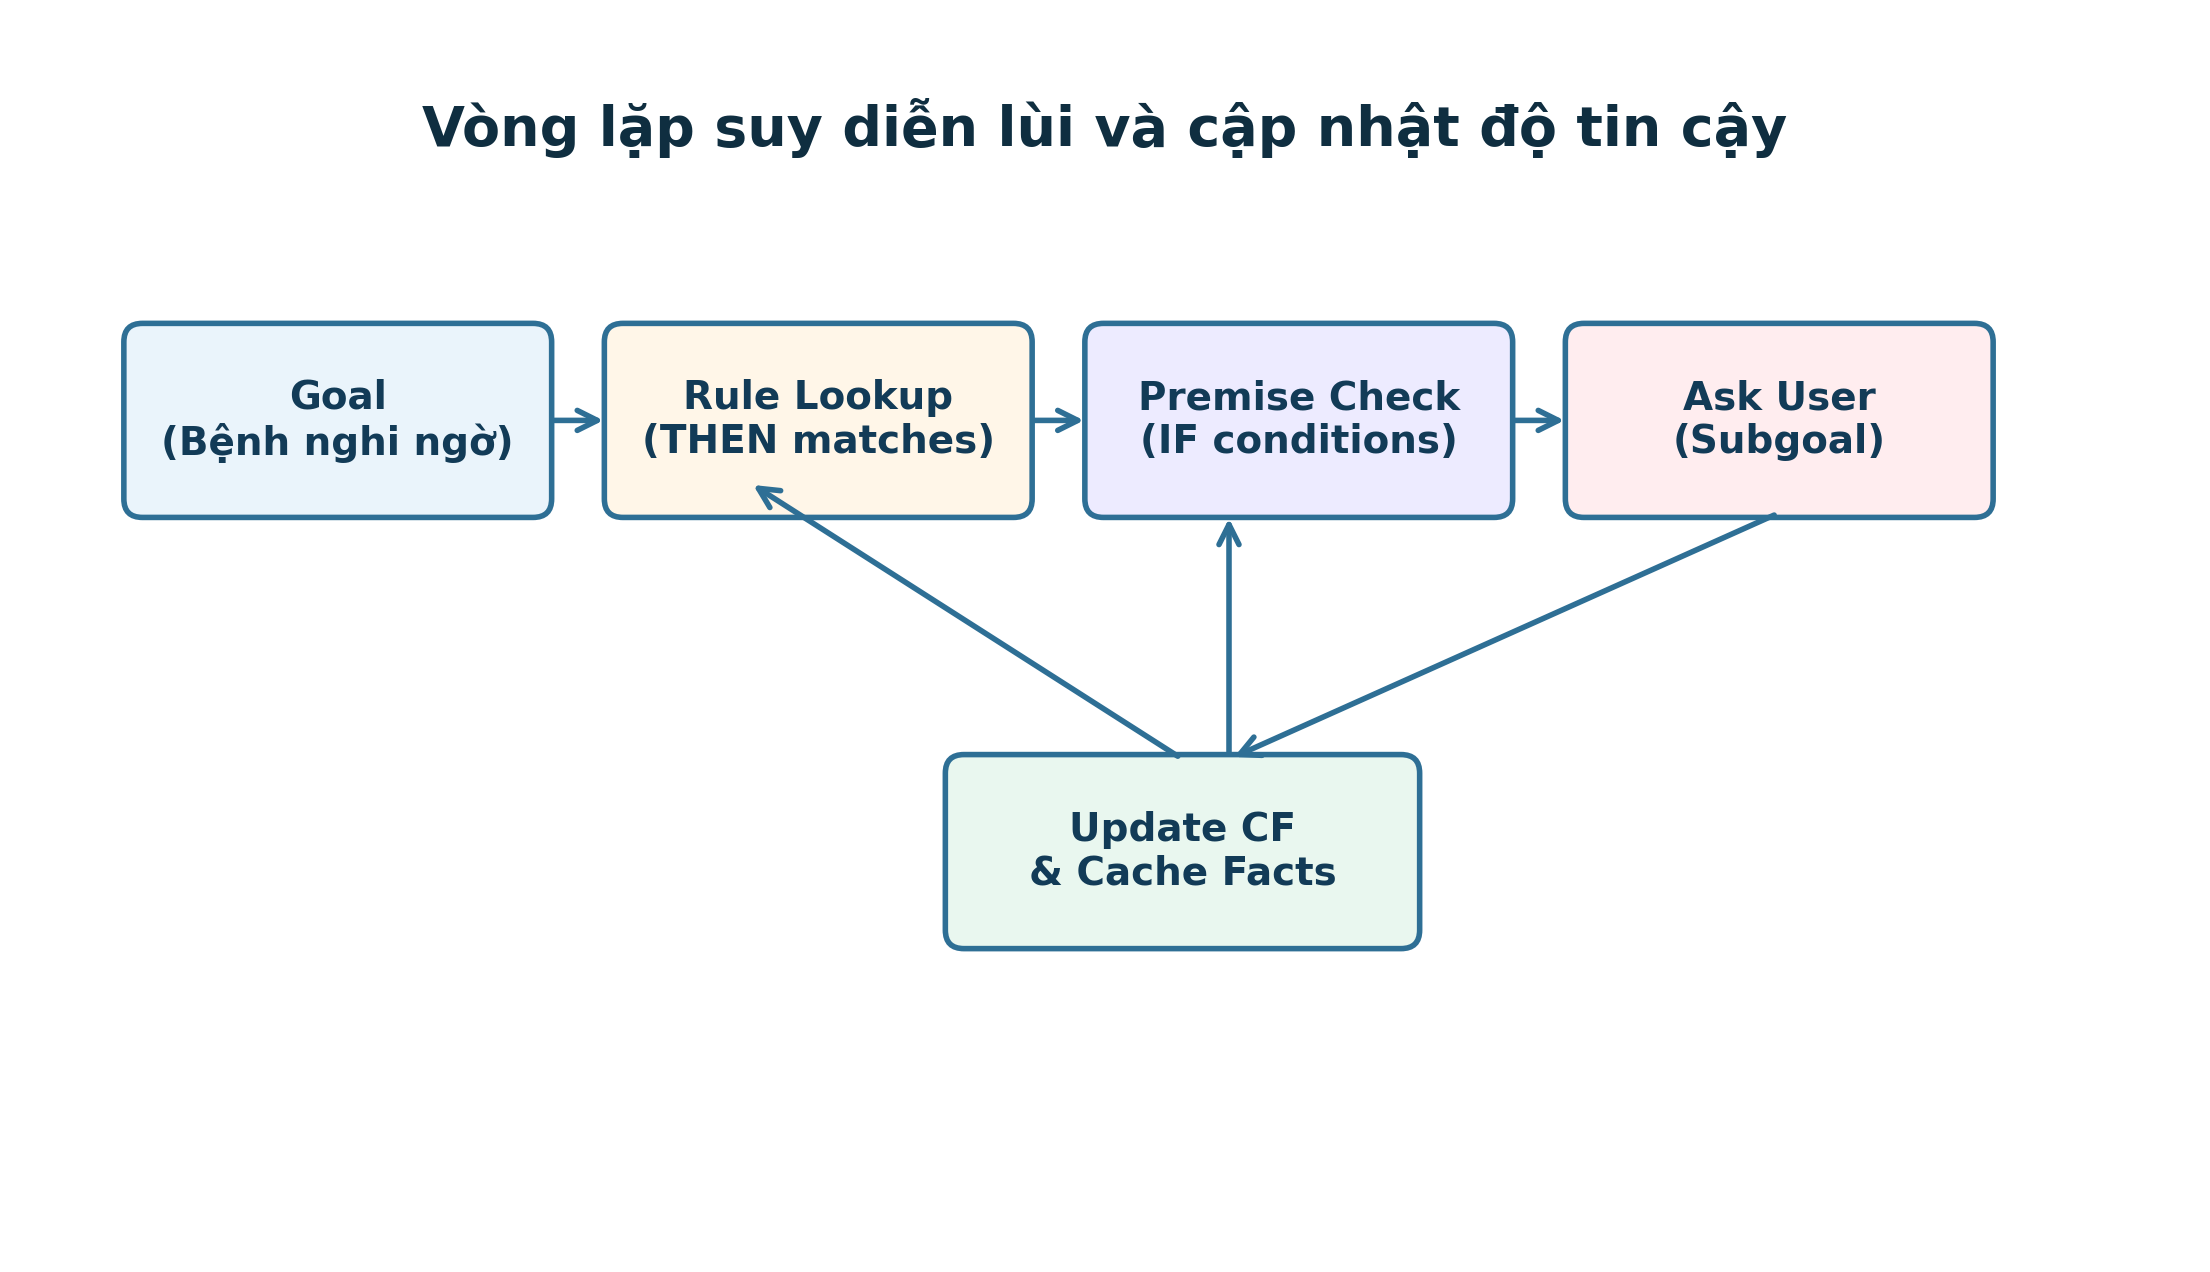 Vòng lặp suy diễn lùi và cập nhật độ tin cậy
Goal
(Bệnh nghi ngờ)
Rule Lookup
(THEN matches)
Premise Check
(IF conditions)
Ask User
(Subgoal)
Update CF
& Cache Facts